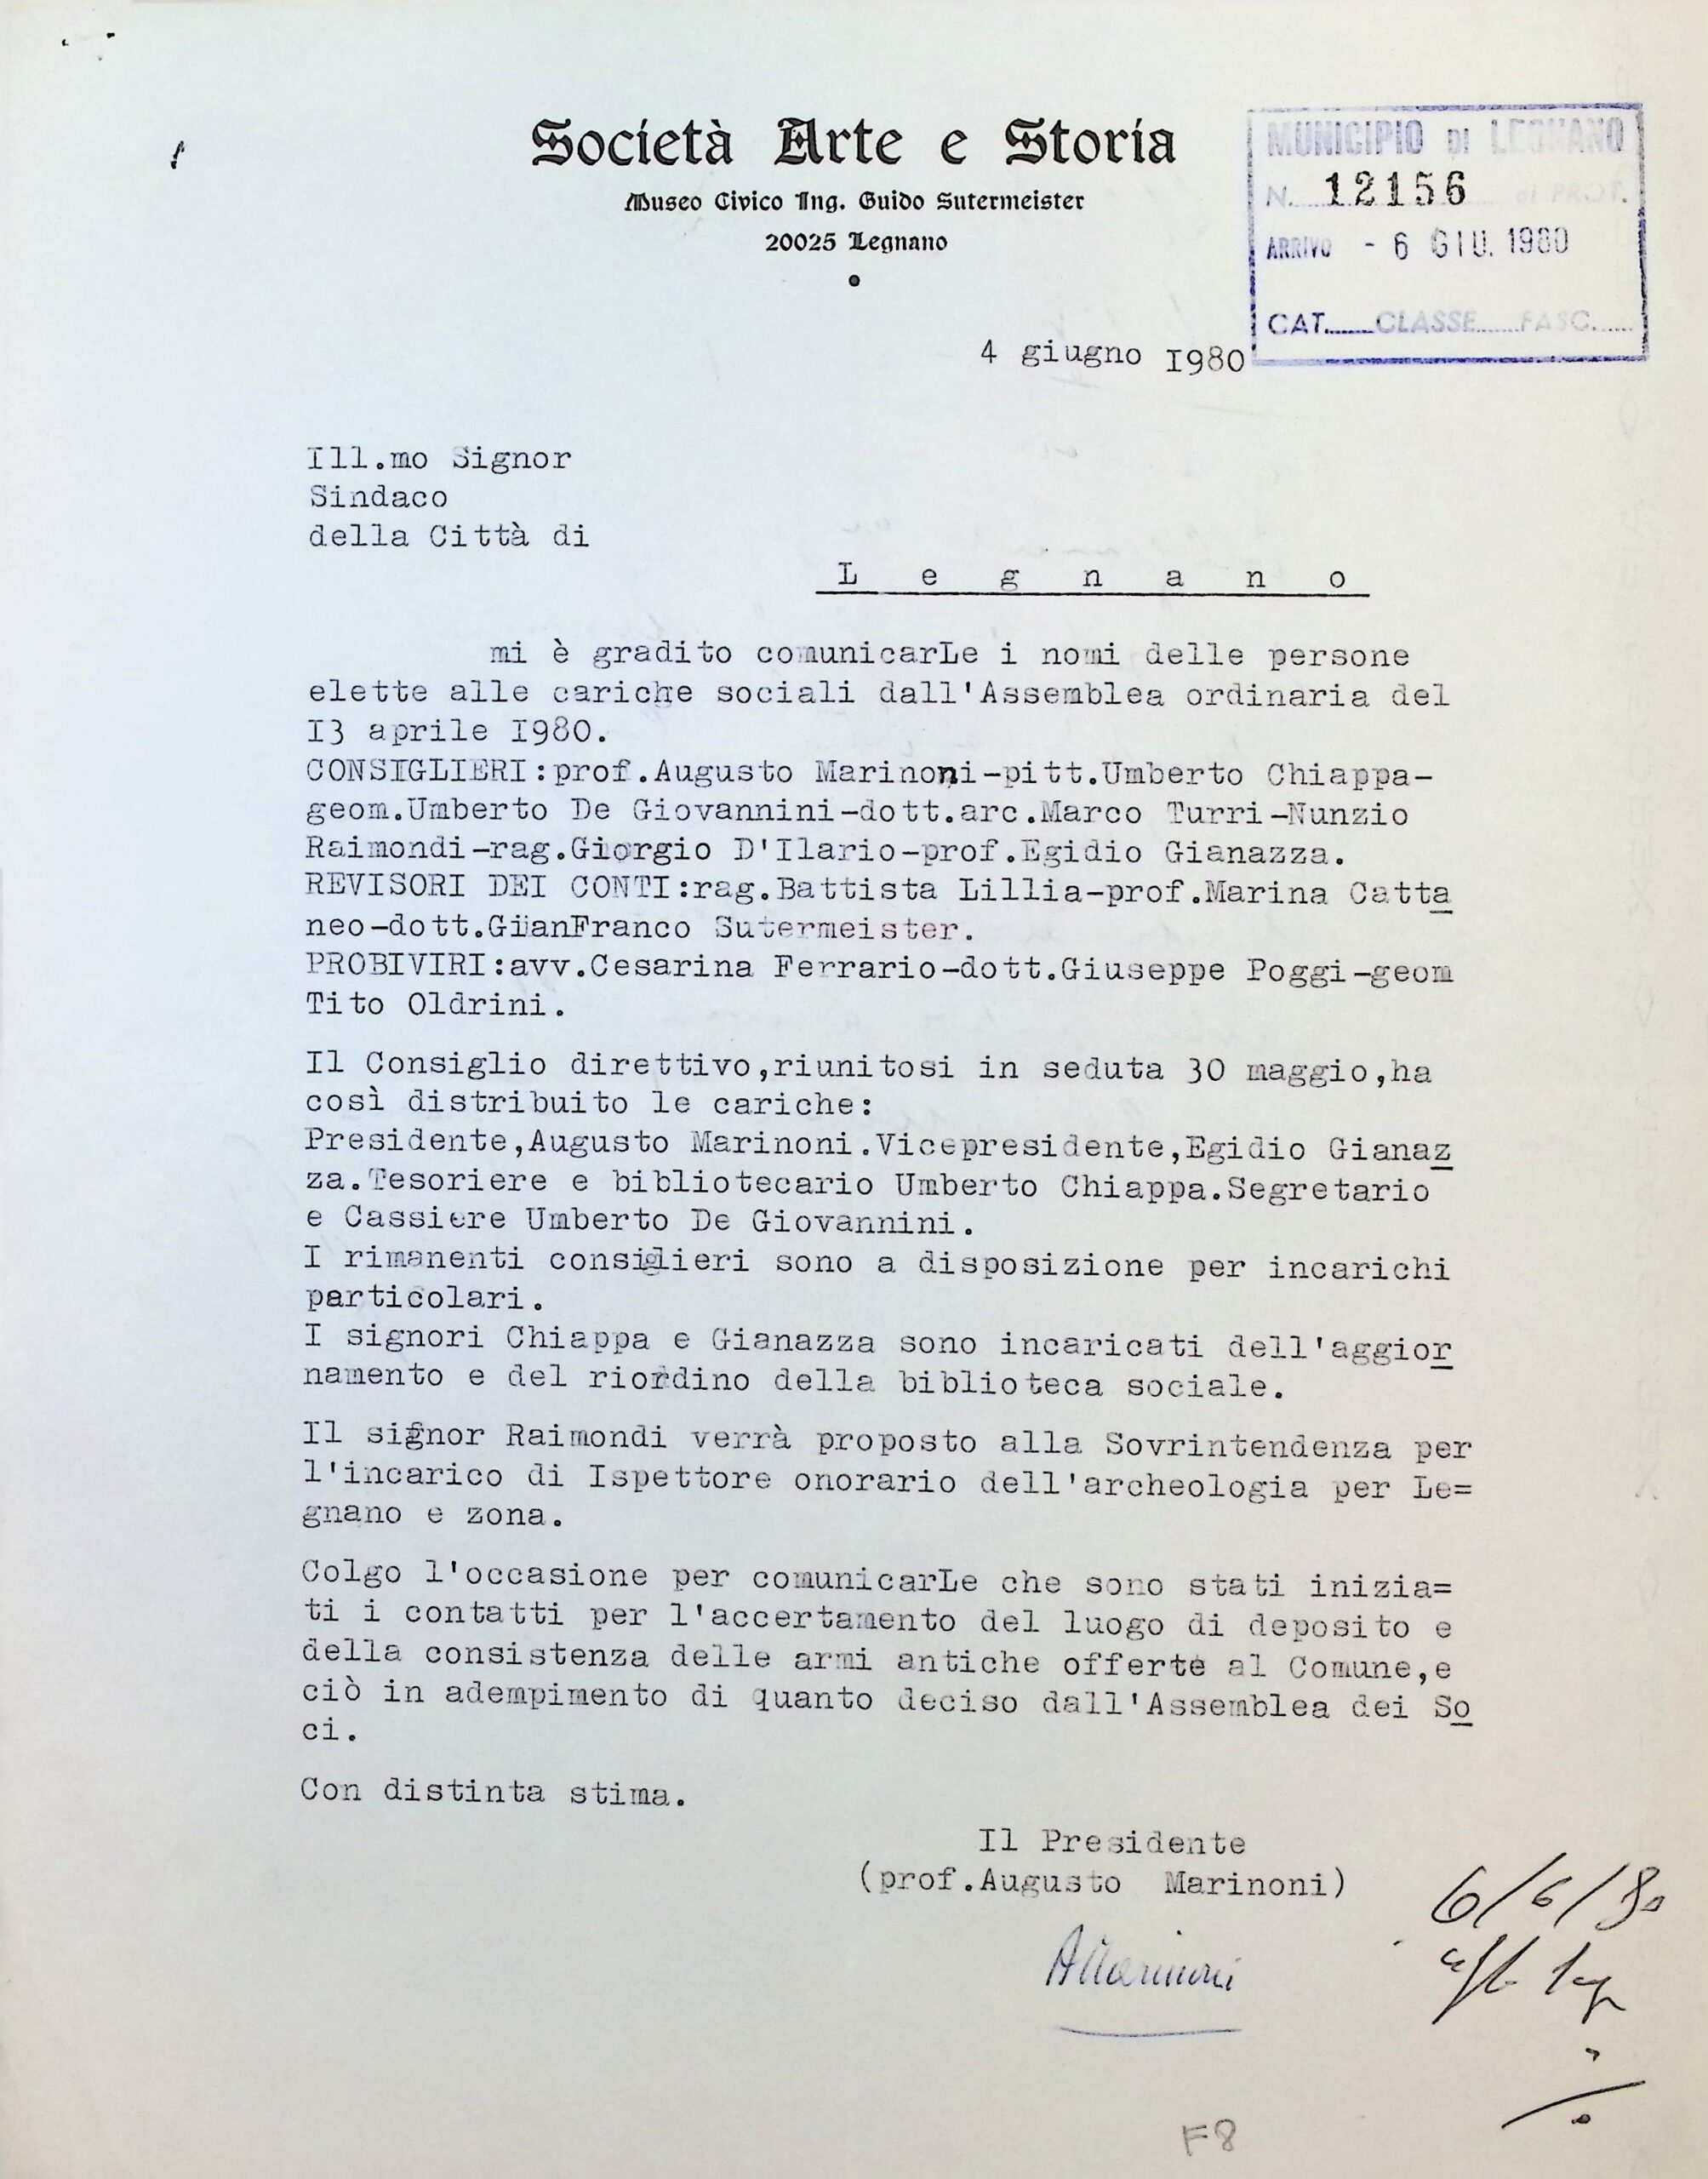 Società Arte e Storia
Museo Civico Ing. Guido Sutermeister
20025 Legnano
MUNICIPIO DI LEGNANO
N. 12156 di PROT.
ARRIVO - 6 GIU. 1980
CAT.......CLASSE.......FASC......
4 giugno I980
Ill.mo Signor
Sindaco
della Città di
L e g n a n o
mi è gradito comunicarLe i nomi delle persone
elette alle cariche sociali dall'Assemblea ordinaria del
I3 aprile I980.
CONSIGLIERI:prof.Augusto Marinoni-pitt.Umberto Chiappa-
geom.Umberto De Giovannini-dott.arc.Marco Turri-Nunzio
Raimondi-rag.Giorgio D'Ilario-prof.Egidio Gianazza.
REVISORI DEI CONTI:rag.Battista Lillia-prof.Marina Catta
neo-dott.GianFranco Sutermeister.
PROBIVIRI:avv.Cesarina Ferrario-dott.Giuseppe Poggi-geom
Tito Oldrini.
Il Consiglio direttivo,riunitosi in seduta 30 maggio,ha
così distribuito le cariche:
Presidente,Augusto Marinoni.Vicepresidente,Egidio Gianaz
za.Tesoriere e bibliotecario Umberto Chiappa.Segretario
e Cassiere Umberto De Giovannini.
I rimanenti consiglieri sono a disposizione per incarichi
particolari.
I signori Chiappa e Gianazza sono incaricati dell'aggior
namento e del riordino della biblioteca sociale.
Il signor Raimondi verrà proposto alla Sovrintendenza per
l'incarico di Ispettore onorario dell'archeologia per Le=
gnano e zona.
Colgo l'occasione per comunicarLe che sono stati inizia=
ti i contatti per l'accertamento del luogo di deposito e
della consistenza delle armi antiche offerte al Comune,e
ciò in adempimento di quanto deciso dall'Assemblea dei So
ci.
Con distinta stima.
Il Presidente
(prof.Augusto Marinoni)
AMarinoni
6/6/80
F8